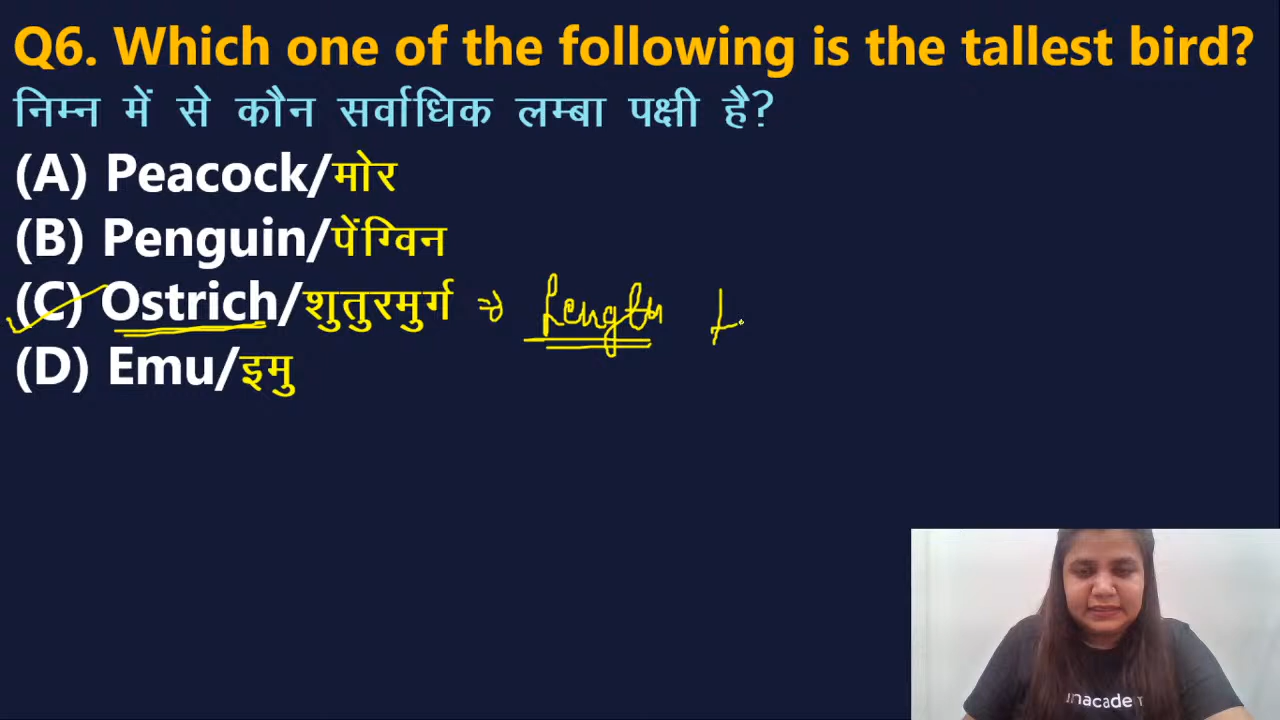 Q6. Which one of the following is the tallest bird?
निम्न में से कौन सर्वाधिक लम्बा पक्षी है?
(A) Peacock/मोर
(B) Penguin/पेंग्विन
(C) Ostrich/शुतुरमुर्ग ⇒ Length
(D) Emu/इमु
unacadem